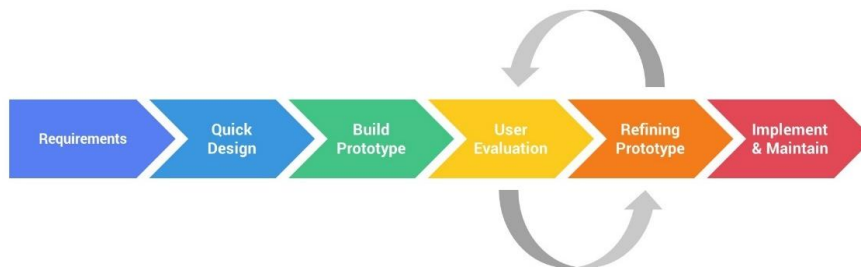 Requirements
Quick
Design
Build
Prototype
User
Evaluation
Refining
Prototype
Implement
& Maintain